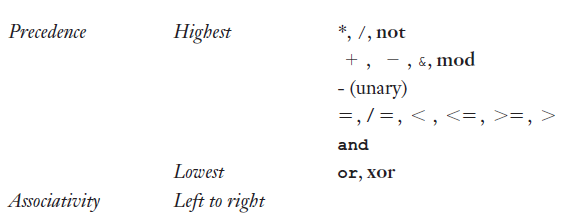 Precedence Highest *, /, not
+ , - , &, mod
- (unary)
=, /=, <, <=, >=, >
and
Lowest or, xor
Associativity Left to right